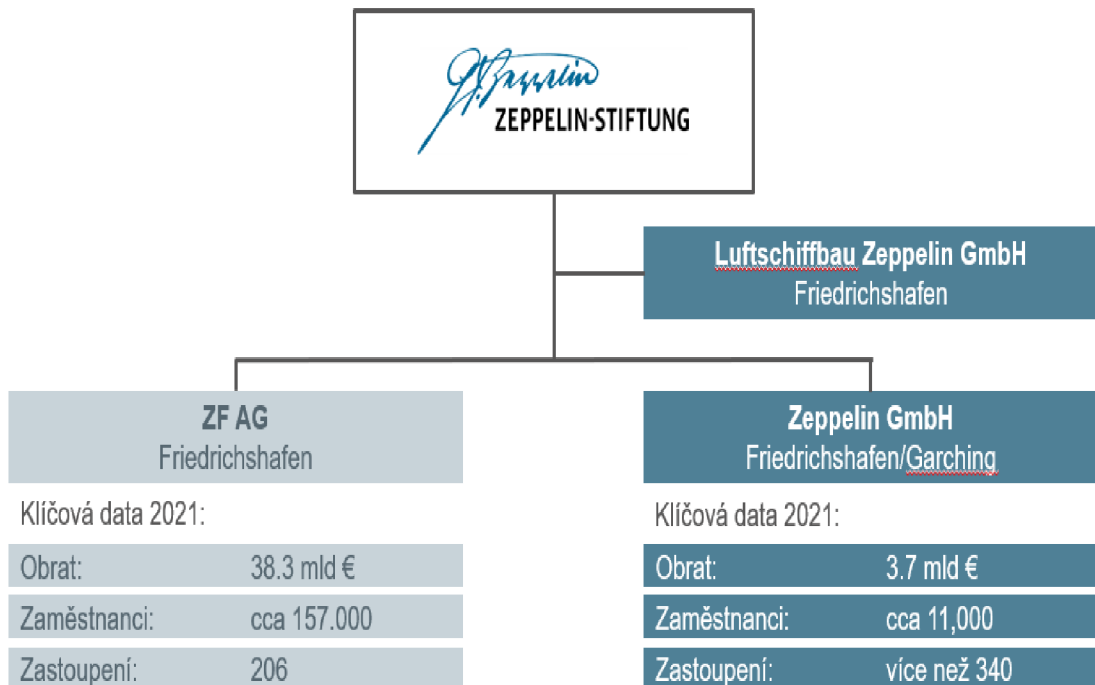 G. Zeppelin
ZEPPELIN-STIFTUNG
Luftschiffbau Zeppelin GmbH
Friedrichshafen
ZF AG
Friedrichshafen
Klíčová data 2021:
Obrat: 38.3 mld €
Zaměstnanci: cca 157.000
Zastoupení: 206
Zeppelin GmbH
Friedrichshafen/Garching
Klíčová data 2021:
Obrat: 3.7 mld €
Zaměstnanci: cca 11,000
Zastoupení: více než 340